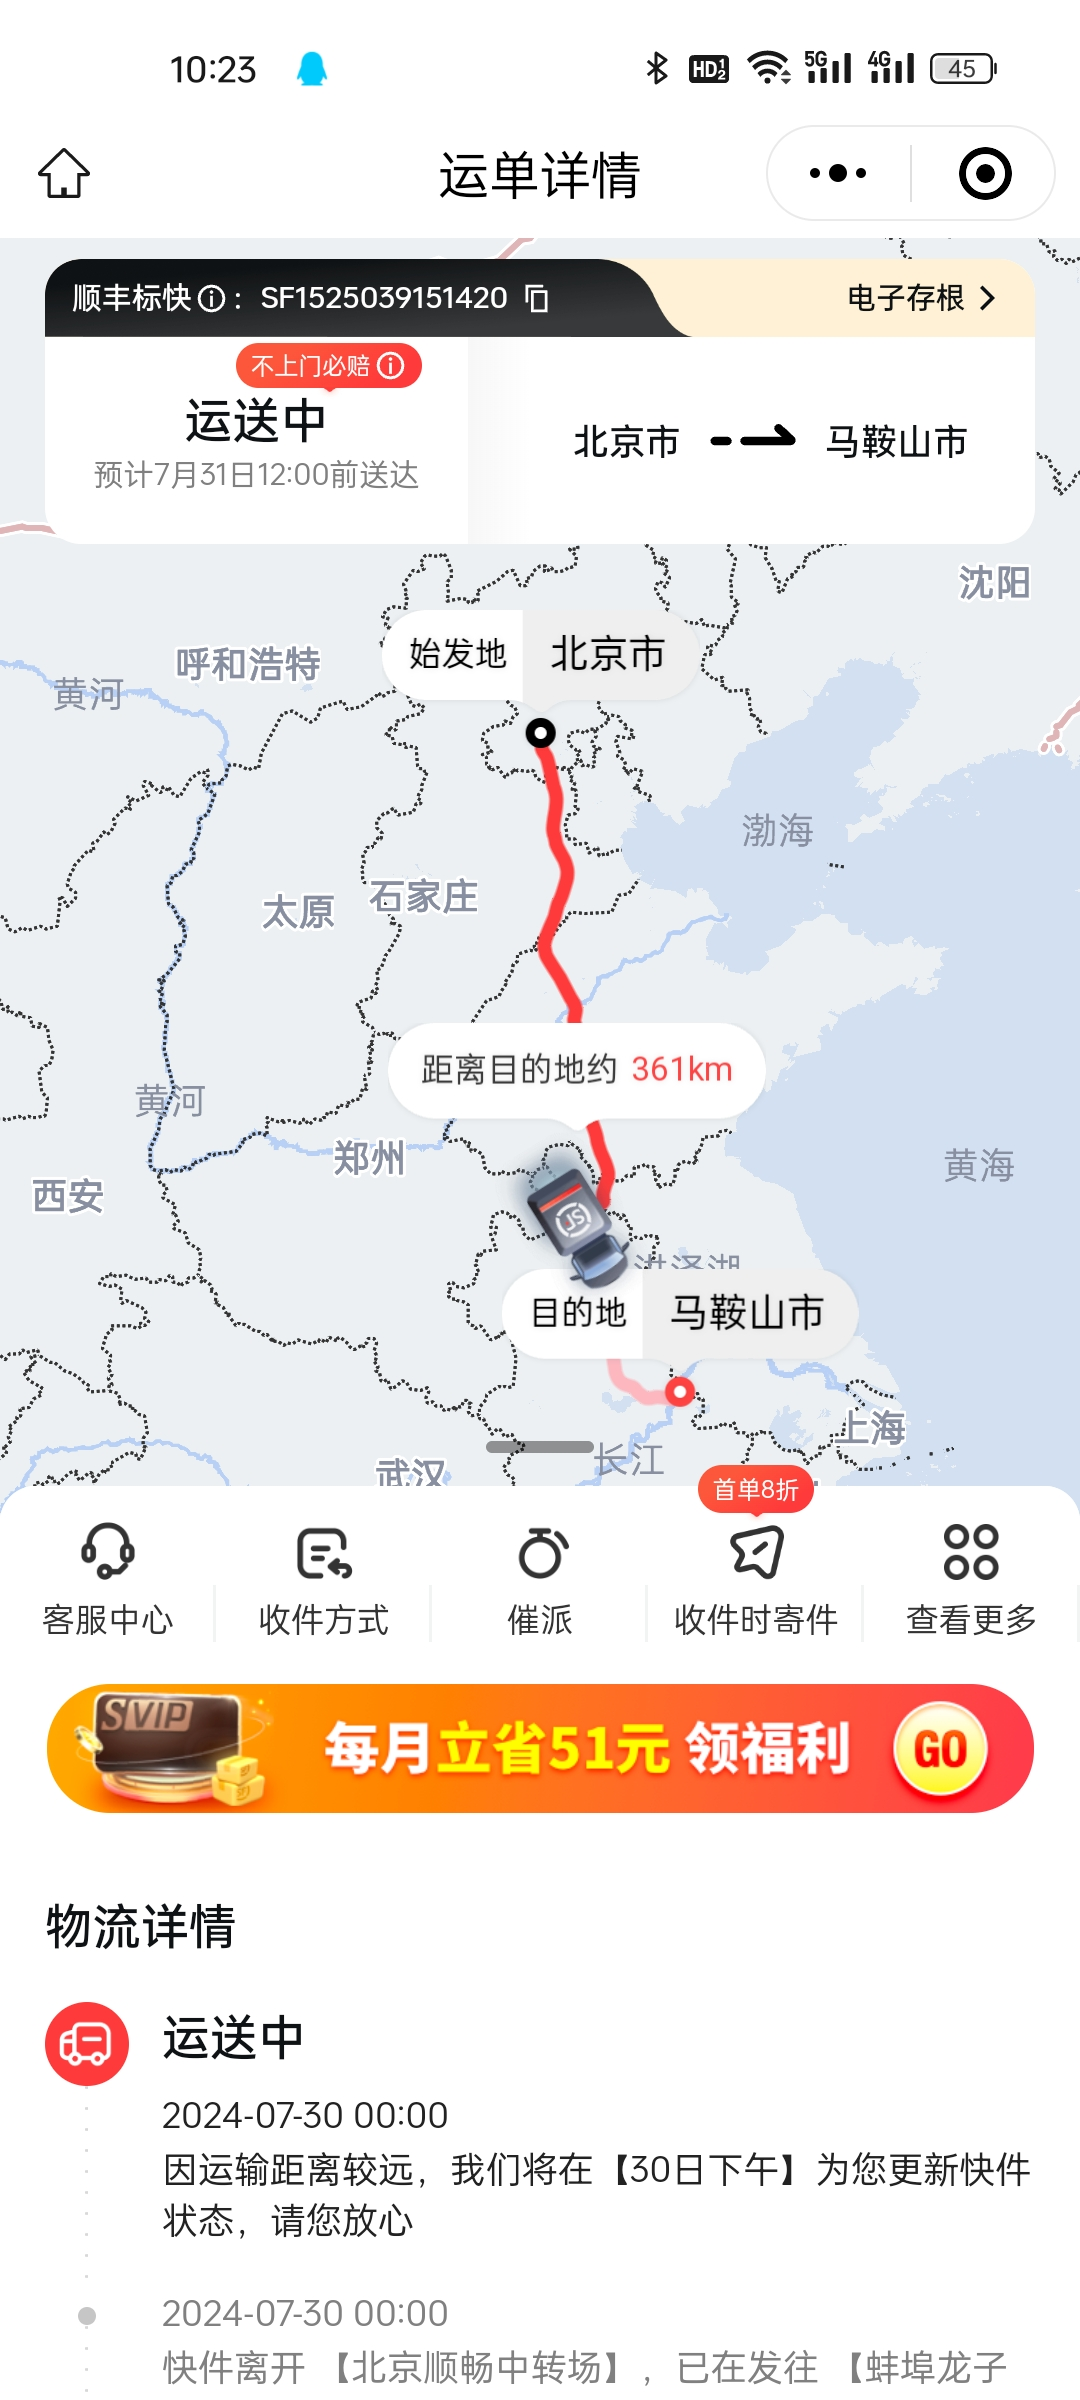 10:23
HD 1 2
5G
4G
45
运单详情
顺丰标快 ： SF1525039151420
电子存根
不上门必赔
运送中
预计7月31日12:00前送达
北京市
马鞍山市
沈阳
始发地 北京市
呼和浩特
黄河
渤海
石家庄
太原
距离目的地约 361km
黄河
郑州
黄海
西安
SF
洪泽湖
目的地 马鞍山市
上海
长江
武汉
首单8折
客服中心
收件方式
催派
收件时寄件
查看更多
SVIP
每月立省51元 领福利
GO
物流详情
运送中
2024-07-30 00:00
因运输距离较远，我们将在【30日下午】为您更新快件
状态，请您放心
2024-07-30 00:00
快件离开 【北京顺畅中转场】，已在发往 【蚌埠龙子